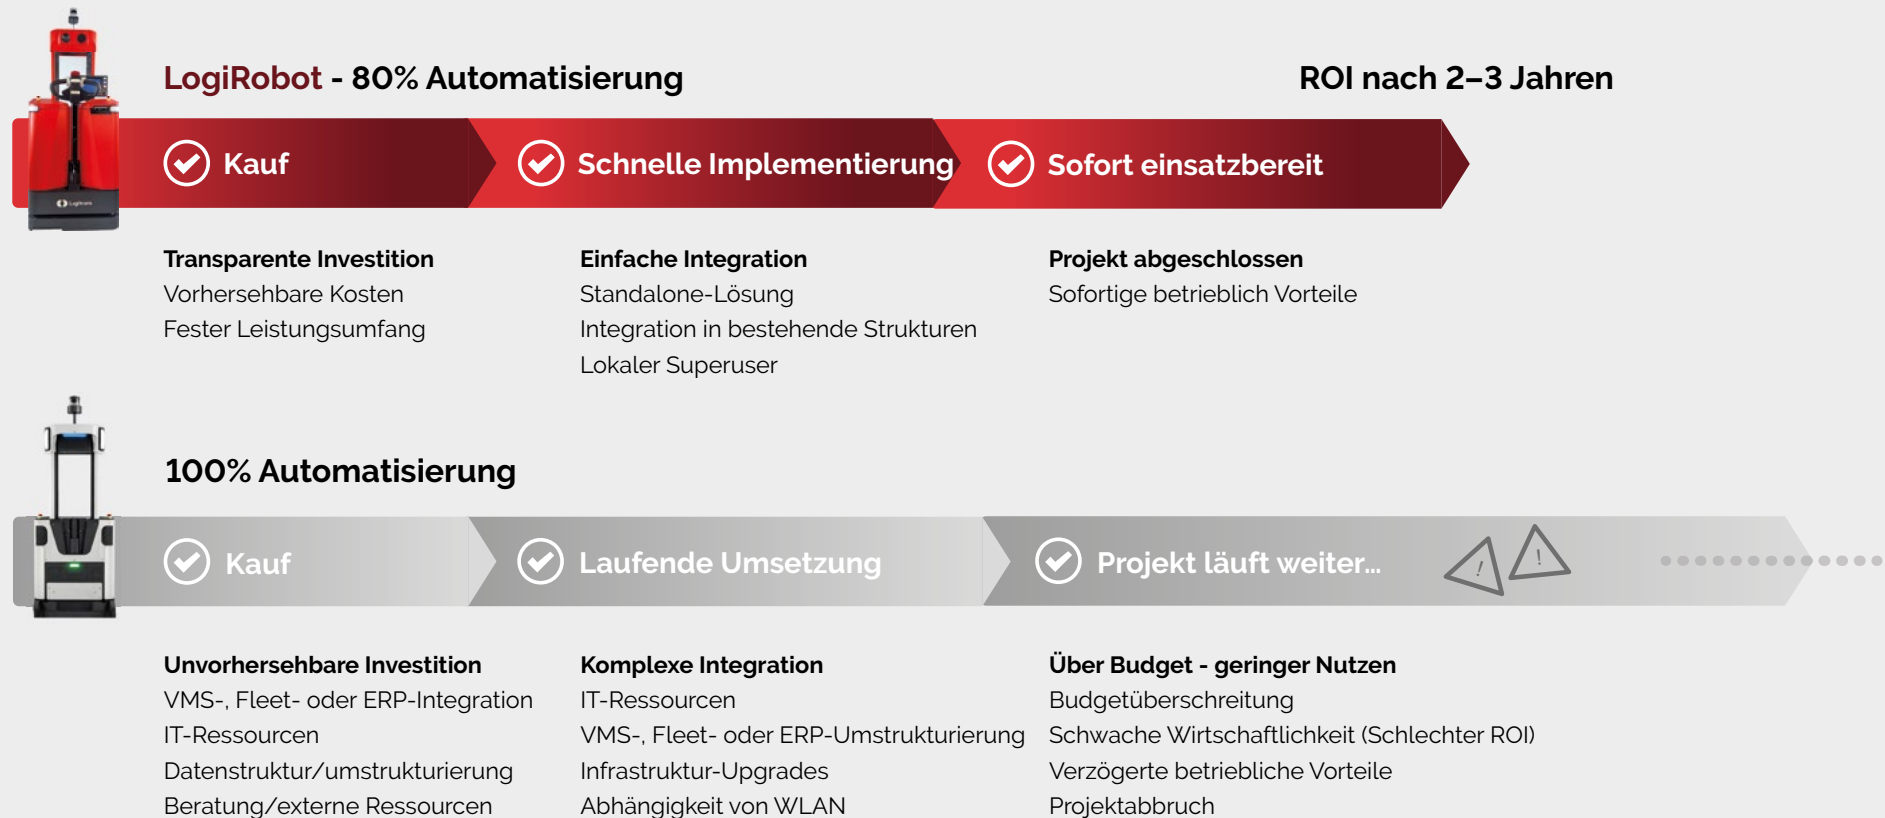 LogiRobot - 80% Automatisierung
ROI nach 2–3 Jahren
Kauf
Schnelle Implementierung
Sofort einsatzbereit
Transparente Investition
Vorhersehbare Kosten
Fester Leistungsumfang
Einfache Integration
Standalone-Lösung
Integration in bestehende Strukturen
Lokaler Superuser
Projekt abgeschlossen
Sofortige betrieblich Vorteile
100% Automatisierung
Kauf
Laufende Umsetzung
Projekt läuft weiter...
!
!
Unvorhersehbare Investition
VMS-, Fleet- oder ERP-Integration
IT-Ressourcen
Datenstruktur/umstrukturierung
Beratung/externe Ressourcen
Komplexe Integration
IT-Ressourcen
VMS-, Fleet- oder ERP-Umstrukturierung
Infrastruktur-Upgrades
Abhängigkeit von WLAN
Über Budget - geringer Nutzen
Budgetüberschreitung
Schwache Wirtschaftlichkeit (Schlechter ROI)
Verzögerte betriebliche Vorteile
Projektabbruch